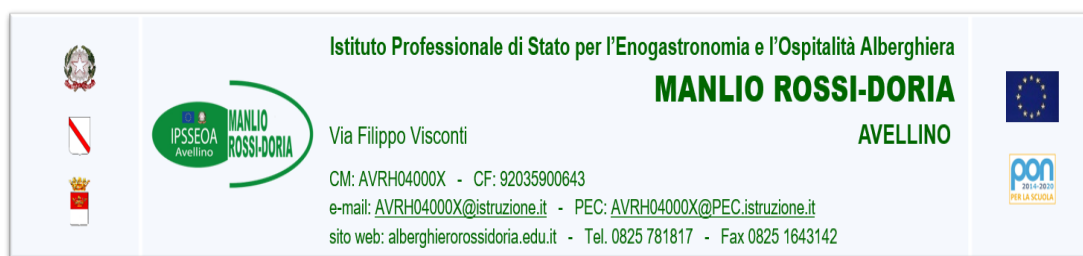 Istituto Professionale di Stato per l'Enogastronomia e l'Ospitalità Alberghiera
MANLIO ROSSI-DORIA
IPSSEOA
Avellino
MANLIO
ROSSI-DORIA
Via Filippo Visconti
AVELLINO
CM: AVRH04000X - CF: 92035900643
e-mail: AVRH04000X@istruzione.it - PEC: AVRH04000X@PEC.istruzione.it
sito web: alberghierorossidoria.edu.it - Tel. 0825 781817 - Fax 0825 1643142
pon
2014-2020
PER LA SCUOLA